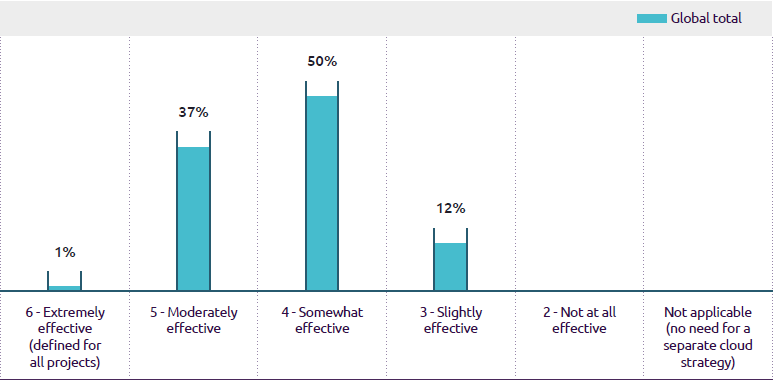 Global total
50%
37%
12%
1%
6 - Extremely
effective
(defined for
all projects)
5 - Moderately
effective
4 - Somewhat
effective
3 - Slightly
effective
2 - Not at all
effective
Not applicable
(no need for a
separate cloud
strategy)